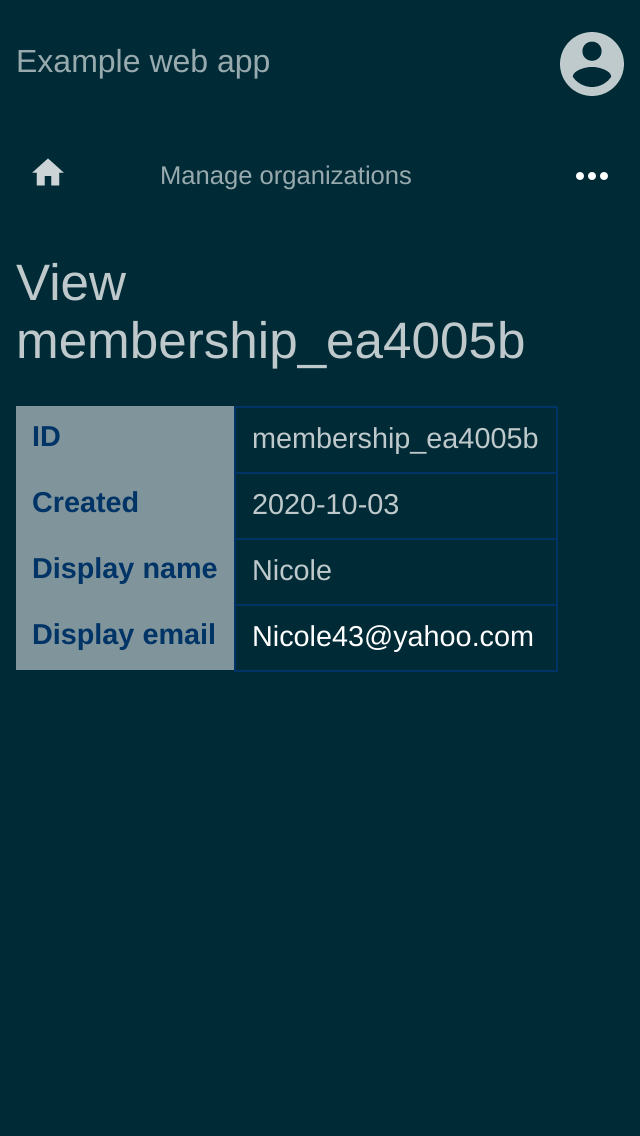 Example web app
Manage organizations
View
membership_ea4005b
ID membership_ea4005b
Created 2020-10-03
Display name Nicole
Display email Nicole43@yahoo.com